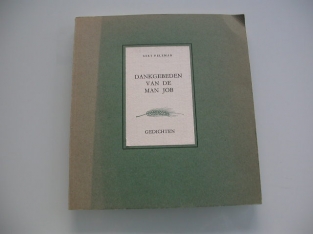 DANKGEBEDEN
VAN DE
MAN JOB
GEDICHTEN